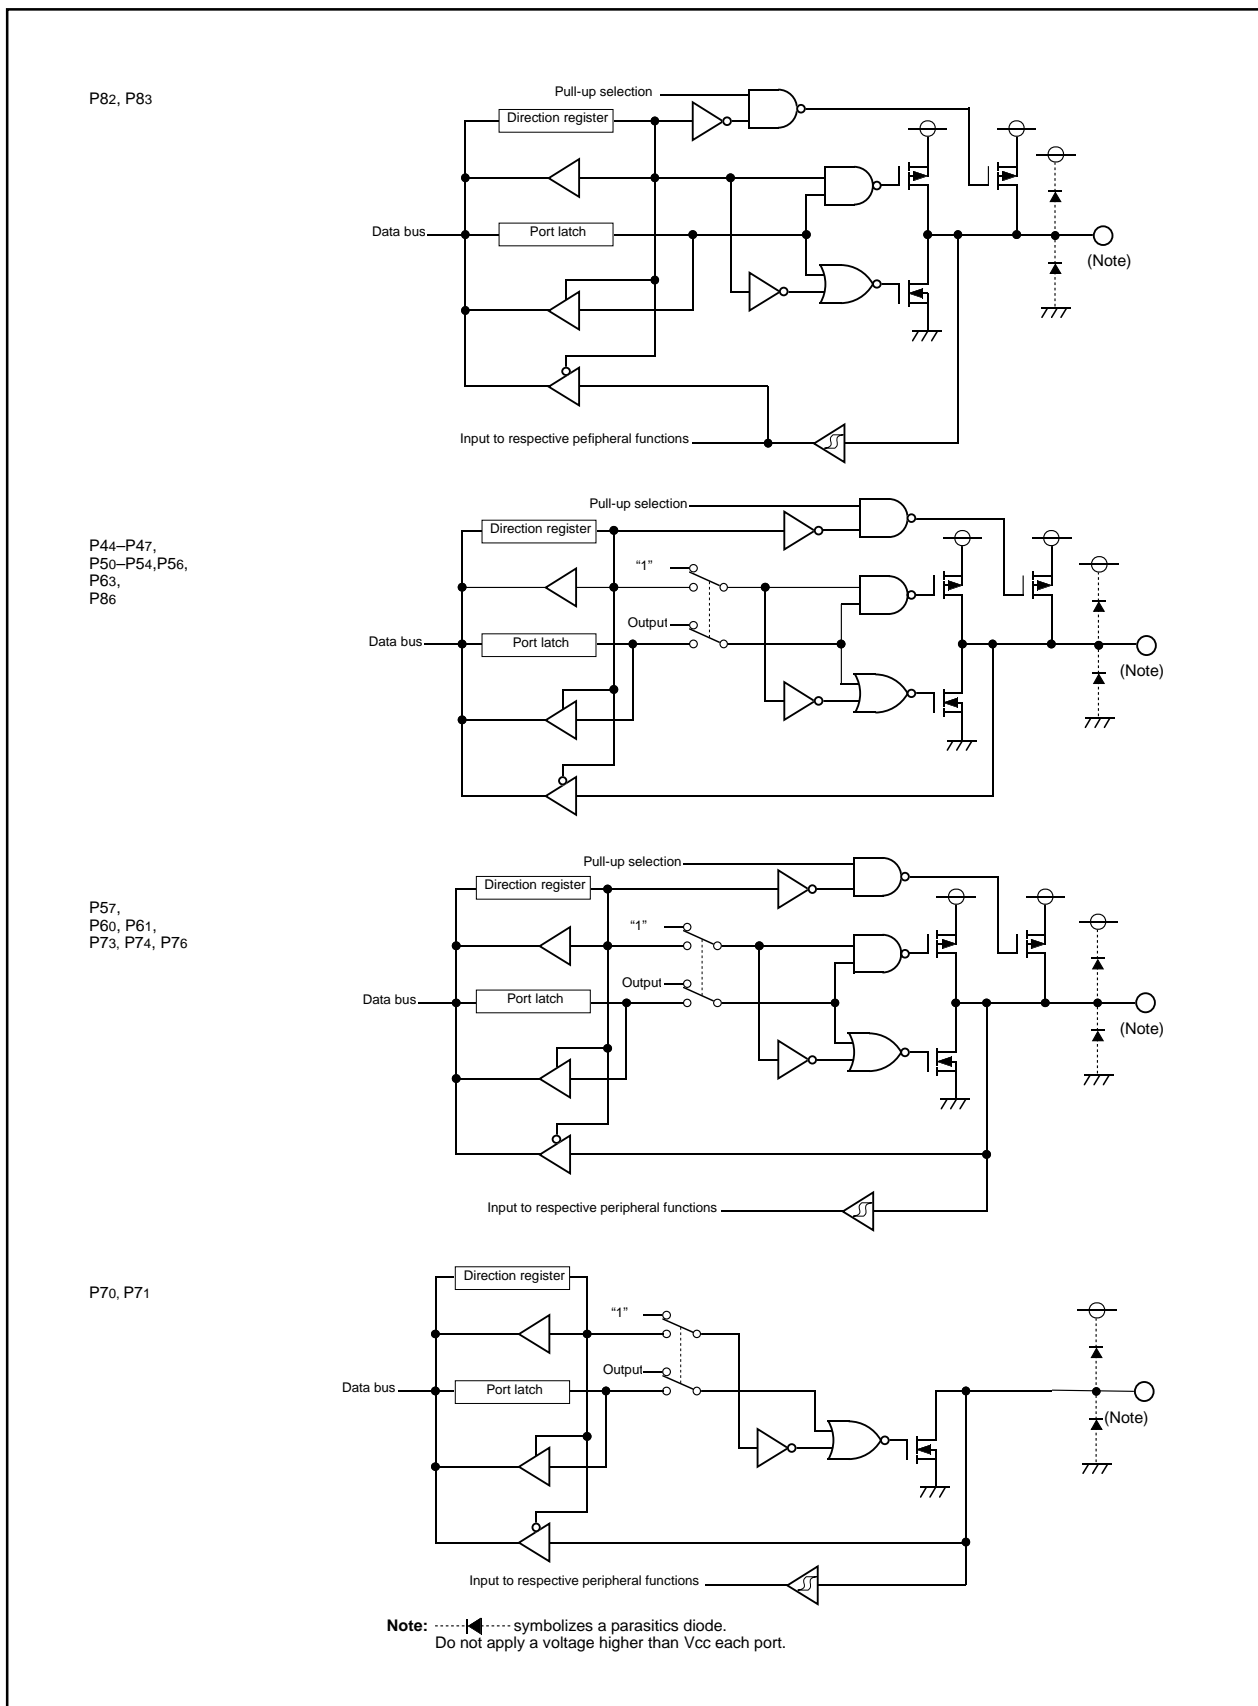 P82, P83
Pull-up selection
Direction register
Data bus
Port latch
(Note)
Input to respective pefipheral functions
P44–P47,
P50–P54,P56,
P63,
P86
Pull-up selection
Direction register
“1”
Output
Data bus
Port latch
(Note)
P57,
P60, P61,
P73, P74, P76
Pull-up selection
Direction register
“1”
Output
Data bus
Port latch
(Note)
Input to respective peripheral functions
P70, P71
Direction register
“1”
Output
Data bus
Port latch
(Note)
Input to respective peripheral functions
Note: symbolizes a parasitics diode.
Do not apply a voltage higher than Vcc each port.